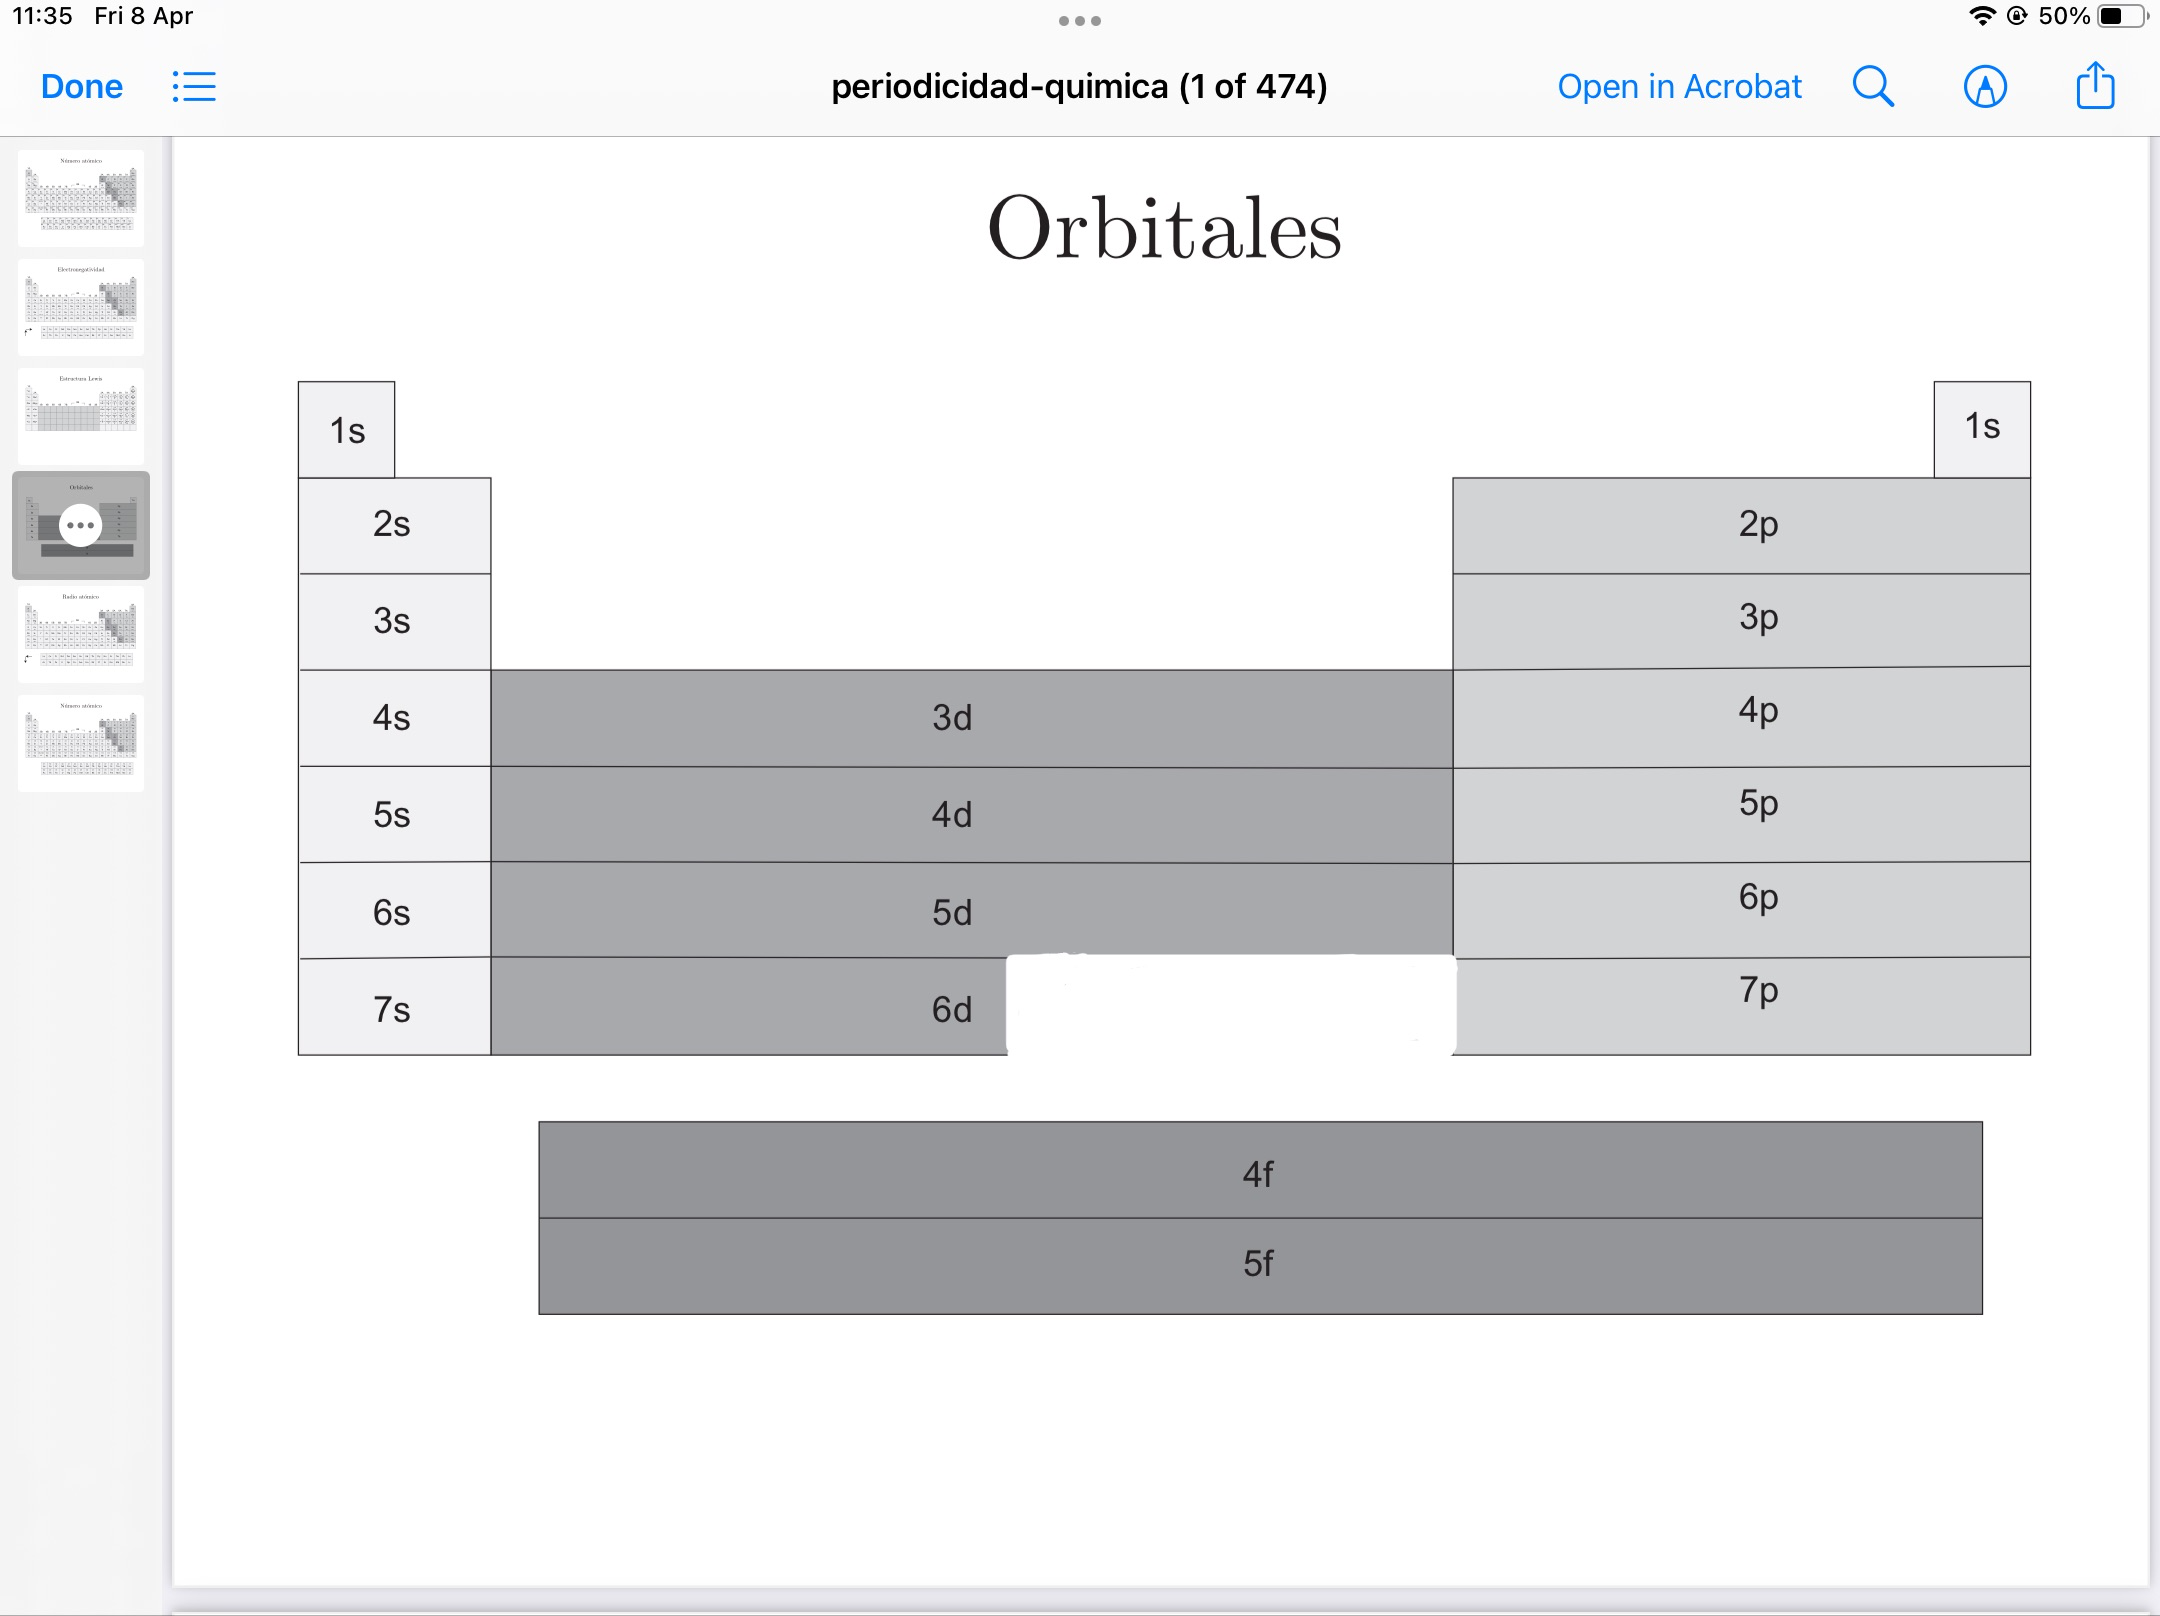 11:35 Fri 8 Apr
50%
Done
periodicidad-quimica (1 of 474)
Open in Acrobat
Número atómico
Electronegatividad
Estructura Lewis
Orbitales
Radio atómico
Número atómico
Orbitales
1s 1s
2s 2p
3s 3p
4s 3d 4p
5s 4d 5p
6s 5d 6p
7s 6d 7p
4f
5f